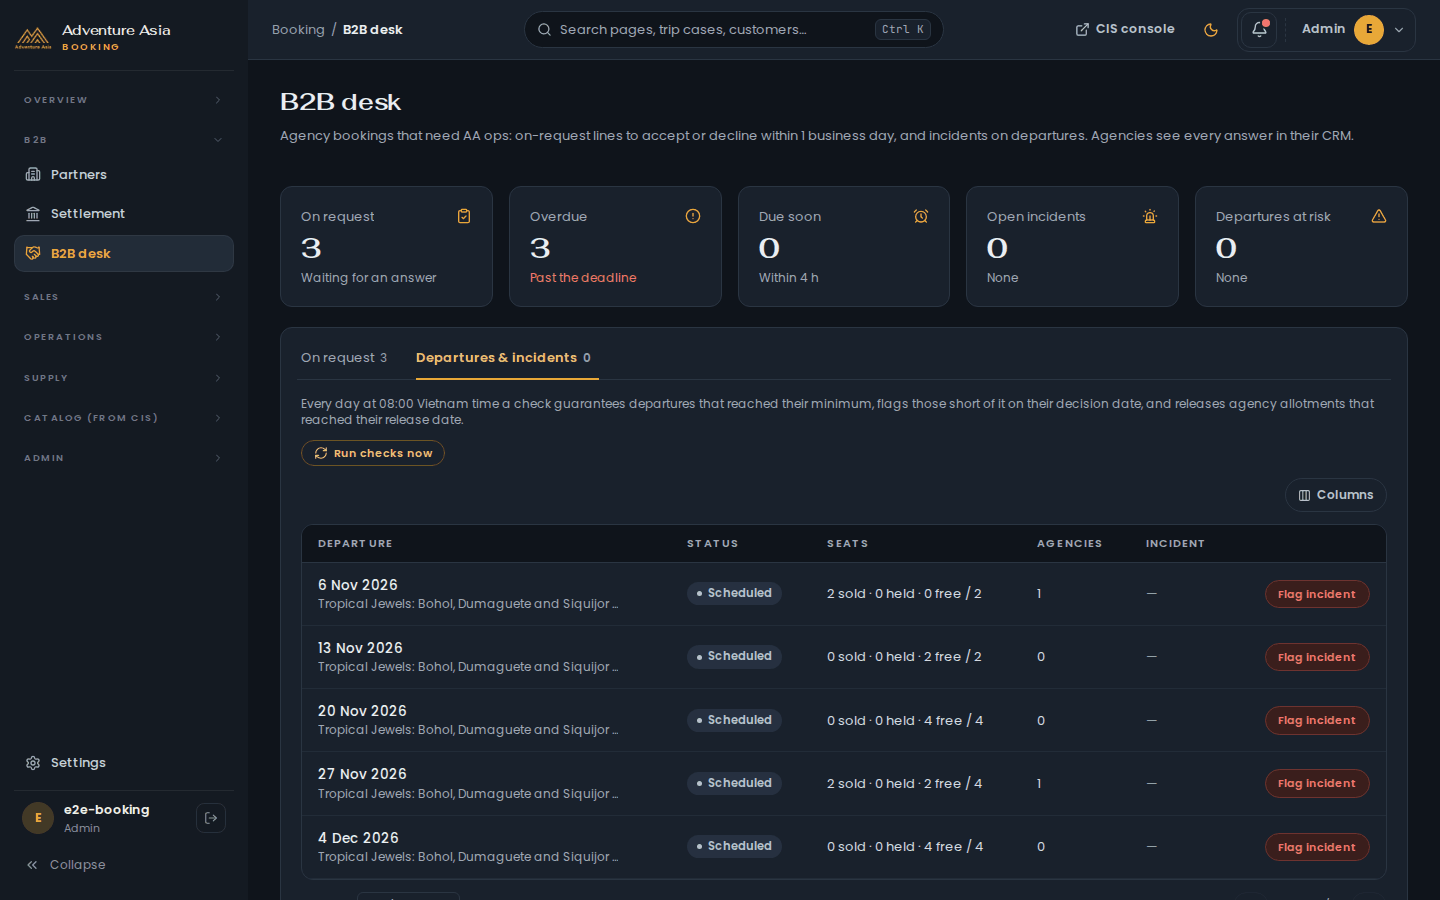 Adventure Asia
Adventure Asia
BOOKING
OVERVIEW
B2B
Partners
Settlement
B2B desk
SALES
OPERATIONS
SUPPLY
CATALOG (FROM CIS)
ADMIN
Settings
E
e2e-booking
Admin
Collapse
Booking / B2B desk
Search pages, trip cases, customers...
Ctrl K
CIS console
Admin
E
B2B desk
Agency bookings that need AA ops: on-request lines to accept or decline within 1 business day, and incidents on departures. Agencies see every answer in their CRM.
On request
3
Waiting for an answer
Overdue
3
Past the deadline
Due soon
0
Within 4 h
Open incidents
0
None
Departures at risk
0
None
On request 3
Departures & incidents 0
Every day at 08:00 Vietnam time a check guarantees departures that reached their minimum, flags those short of it on their decision date, and releases agency allotments that
reached their release date.
Run checks now
Columns
DEPARTURE STATUS SEATS AGENCIES INCIDENT
6 Nov 2026
Tropical Jewels: Bohol, Dumaguete and Siquijor ...
Scheduled
2 sold · 0 held · 0 free / 2
1
—
Flag incident
13 Nov 2026
Tropical Jewels: Bohol, Dumaguete and Siquijor ...
Scheduled
0 sold · 0 held · 2 free / 2
0
—
Flag incident
20 Nov 2026
Tropical Jewels: Bohol, Dumaguete and Siquijor ...
Scheduled
0 sold · 0 held · 4 free / 4
0
—
Flag incident
27 Nov 2026
Tropical Jewels: Bohol, Dumaguete and Siquijor ...
Scheduled
2 sold · 0 held · 2 free / 4
1
—
Flag incident
4 Dec 2026
Tropical Jewels: Bohol, Dumaguete and Siquijor ...
Scheduled
0 sold · 0 held · 4 free / 4
0
—
Flag incident